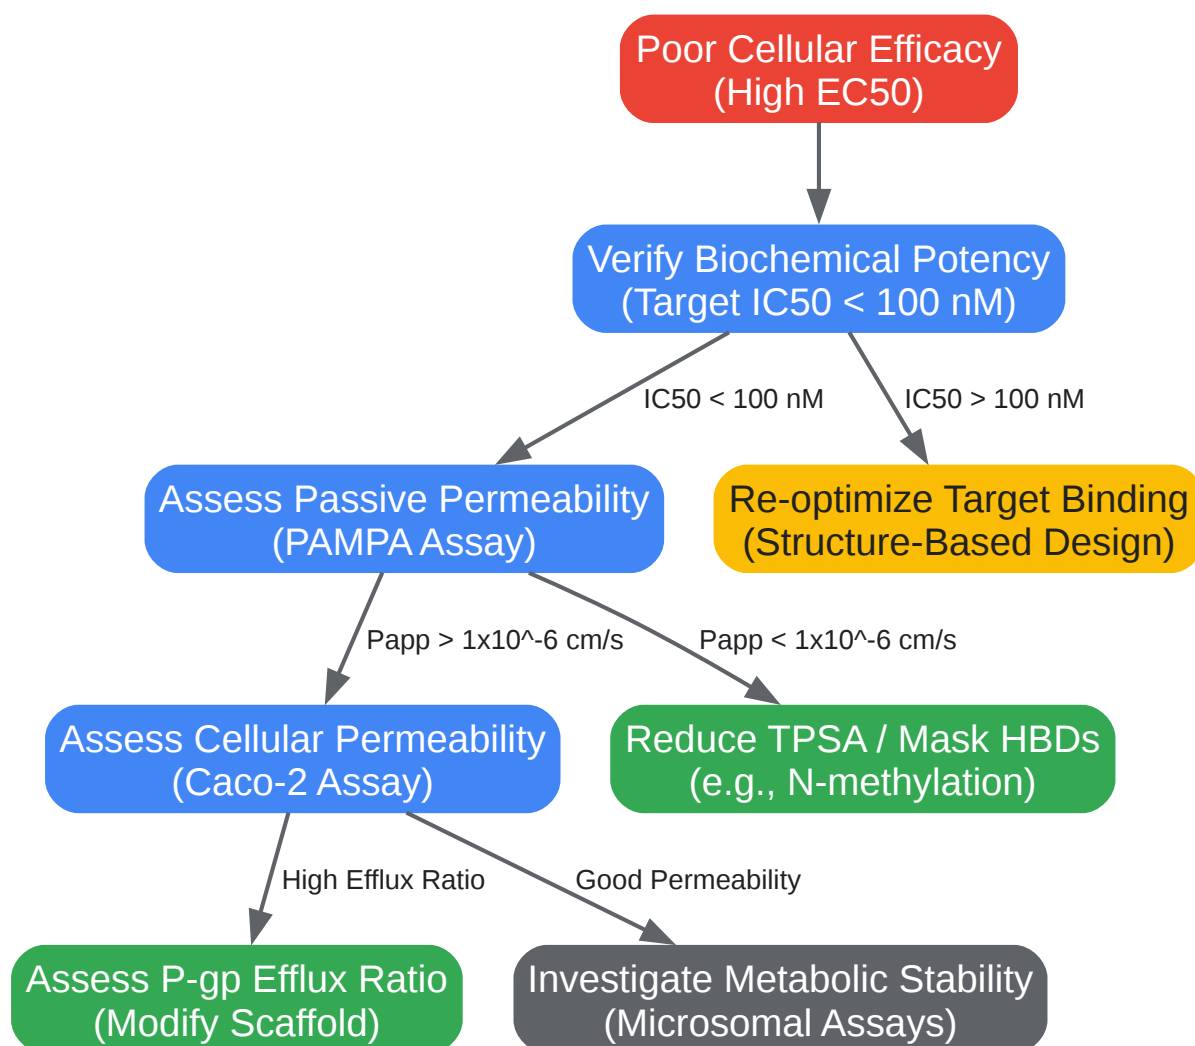 Poor Cellular Efficacy
(High EC50)
Verify Biochemical Potency
(Target IC50 < 100 nM)
IC50 < 100 nM
IC50 > 100 nM
Assess Passive Permeability
(PAMPA Assay)
Re-optimize Target Binding
(Structure-Based Design)
Papp > 1x10^-6 cm/s
Papp < 1x10^-6 cm/s
Assess Cellular Permeability
(Caco-2 Assay)
Reduce TPSA / Mask HBDs
(e.g., N-methylation)
High Efflux Ratio
Good Permeability
Assess P-gp Efflux Ratio
(Modify Scaffold)
Investigate Metabolic Stability
(Microsomal Assays)